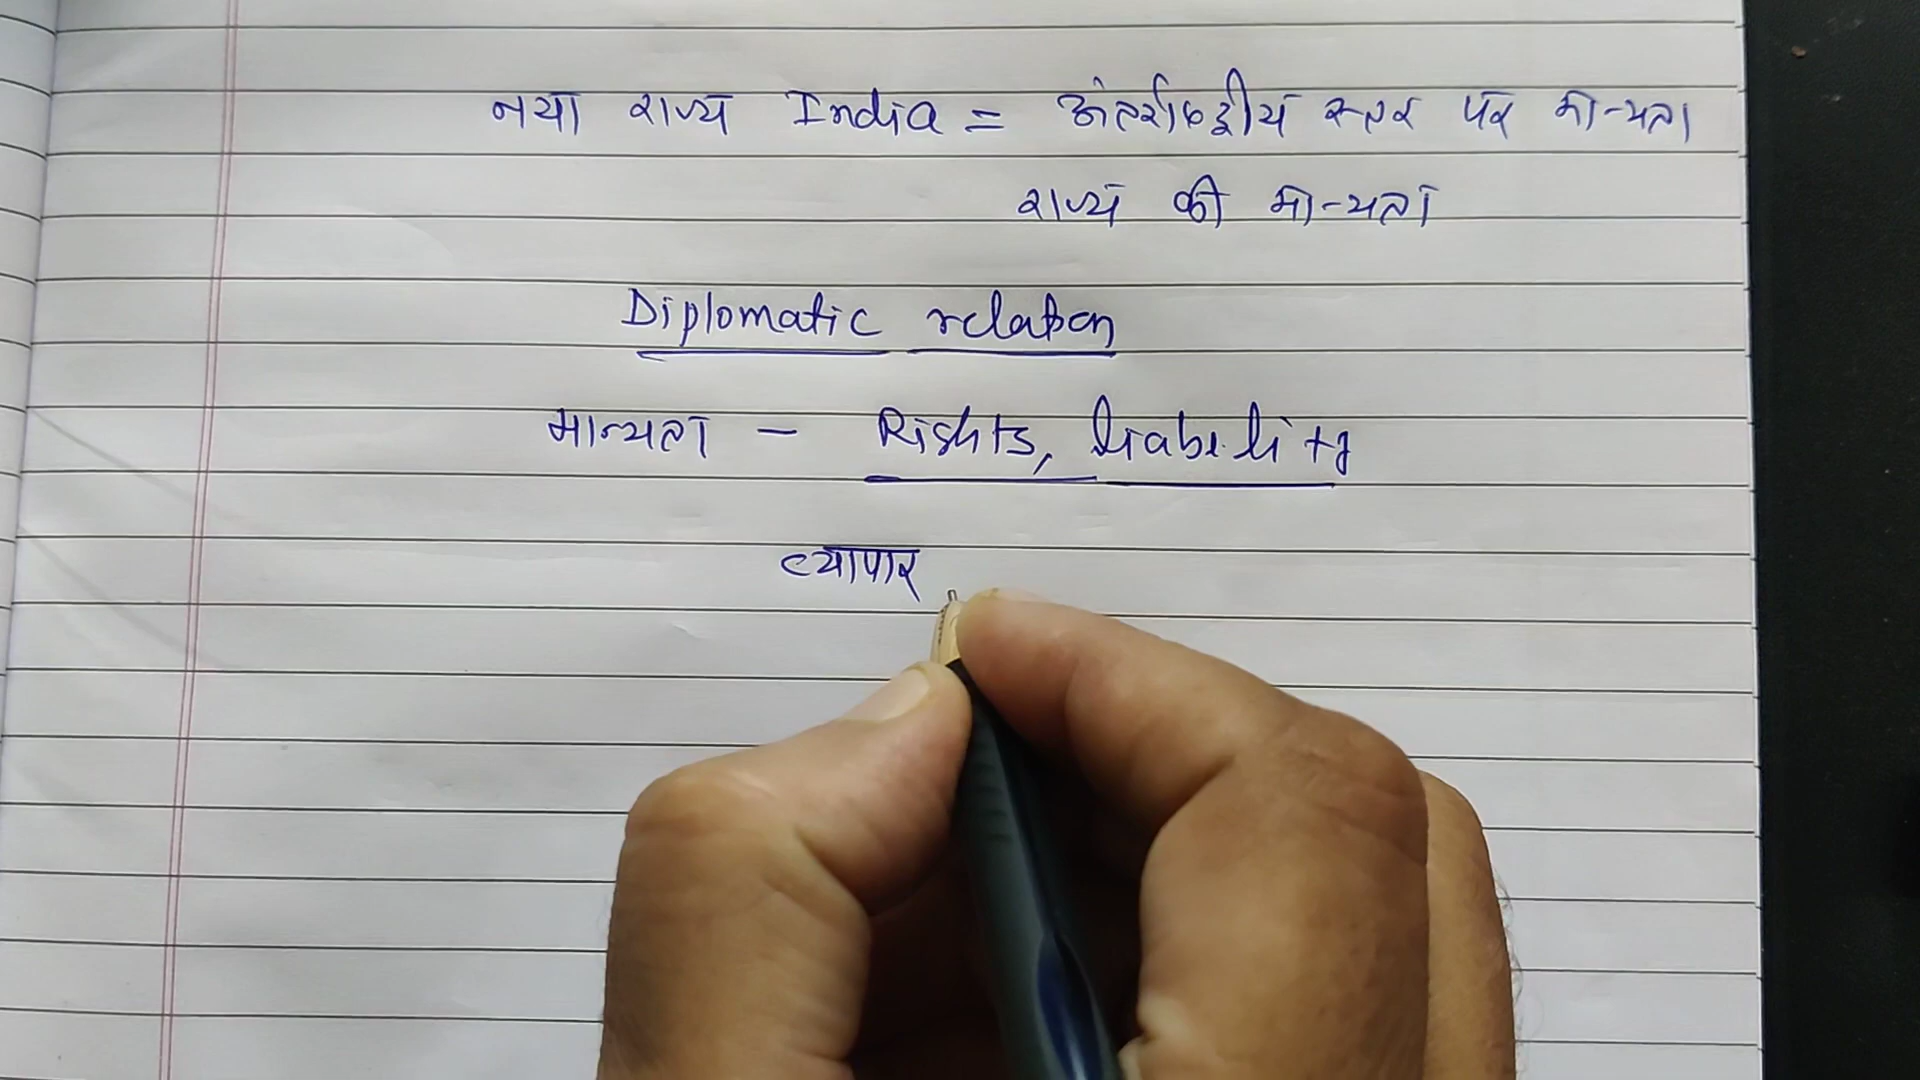 नया राज्य India = अंतर्राष्ट्रीय स्तर पर मान्यता
राज्य की मान्यता
Diplomatic relation
मान्यता - Rights, liability
व्यापार